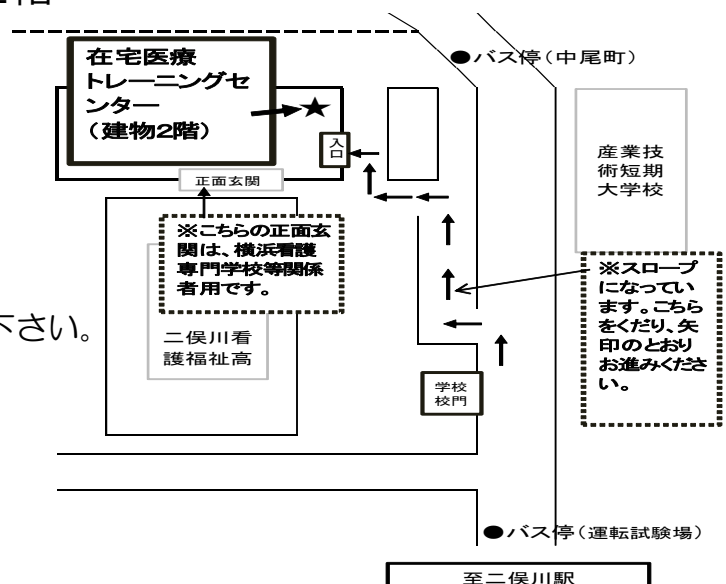 在宅医療
トレーニングセ
ンター
(建物2階)
★
●バス停(中尾町)
入口
正面玄関
産業技
術短期
大学校
※こちらの正面玄
関は、横浜看護
専門学校等関係
者用です。
※スロープ
になってい
ます。こちら
をくだり、矢
印のとおり
お進みくださ
い。
下さい。
二俣川看
護福祉高
学校
校門
●バス停(運転試験場)
至二俣川駅